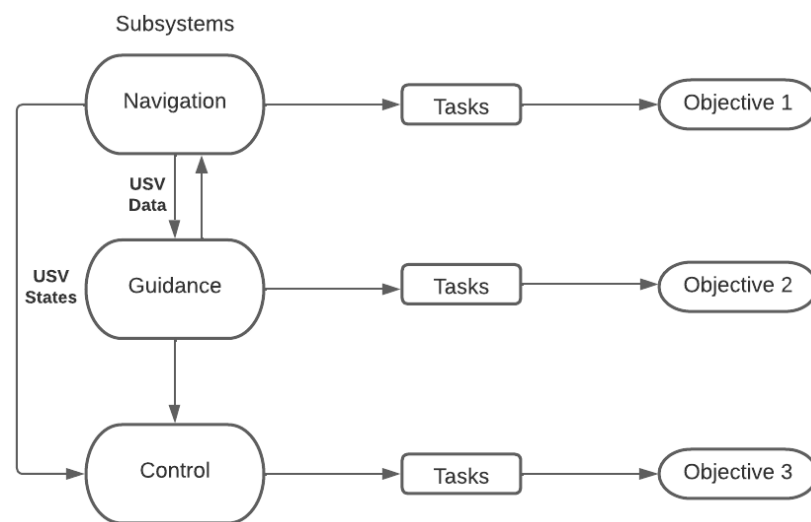 Subsystems
Navigation
Tasks
Objective 1
USV
Data
USV
States
Guidance
Tasks
Objective 2
Control
Tasks
Objective 3